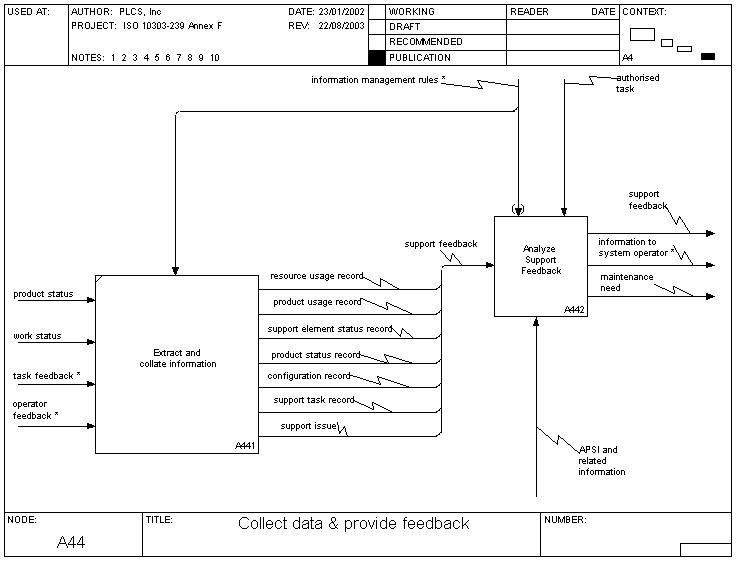 USED AT:
AUTHOR: PLCS, Inc
DATE: 23/01/2002
PROJECT: ISO 10303-239 Annex F
REV: 22/08/2003
NOTES: 1 2 3 4 5 6 7 8 9 10
WORKING
DRAFT
RECOMMENDED
PUBLICATION
READER DATE
CONTEXT:
A4
information management rules *
authorised
task
support
feedback
support feedback
Analyze
Support
Feedback
A442
information to
system operator *
maintenance
need
resource usage record
product usage record
support element status record
product status record
configuration record
support task record
support issue
product status
work status
task feedback *
operator
feedback *
Extract and
collate information
A441
APSI and
related
information
NODE:
A44
TITLE:
Collect data & provide feedback
NUMBER: